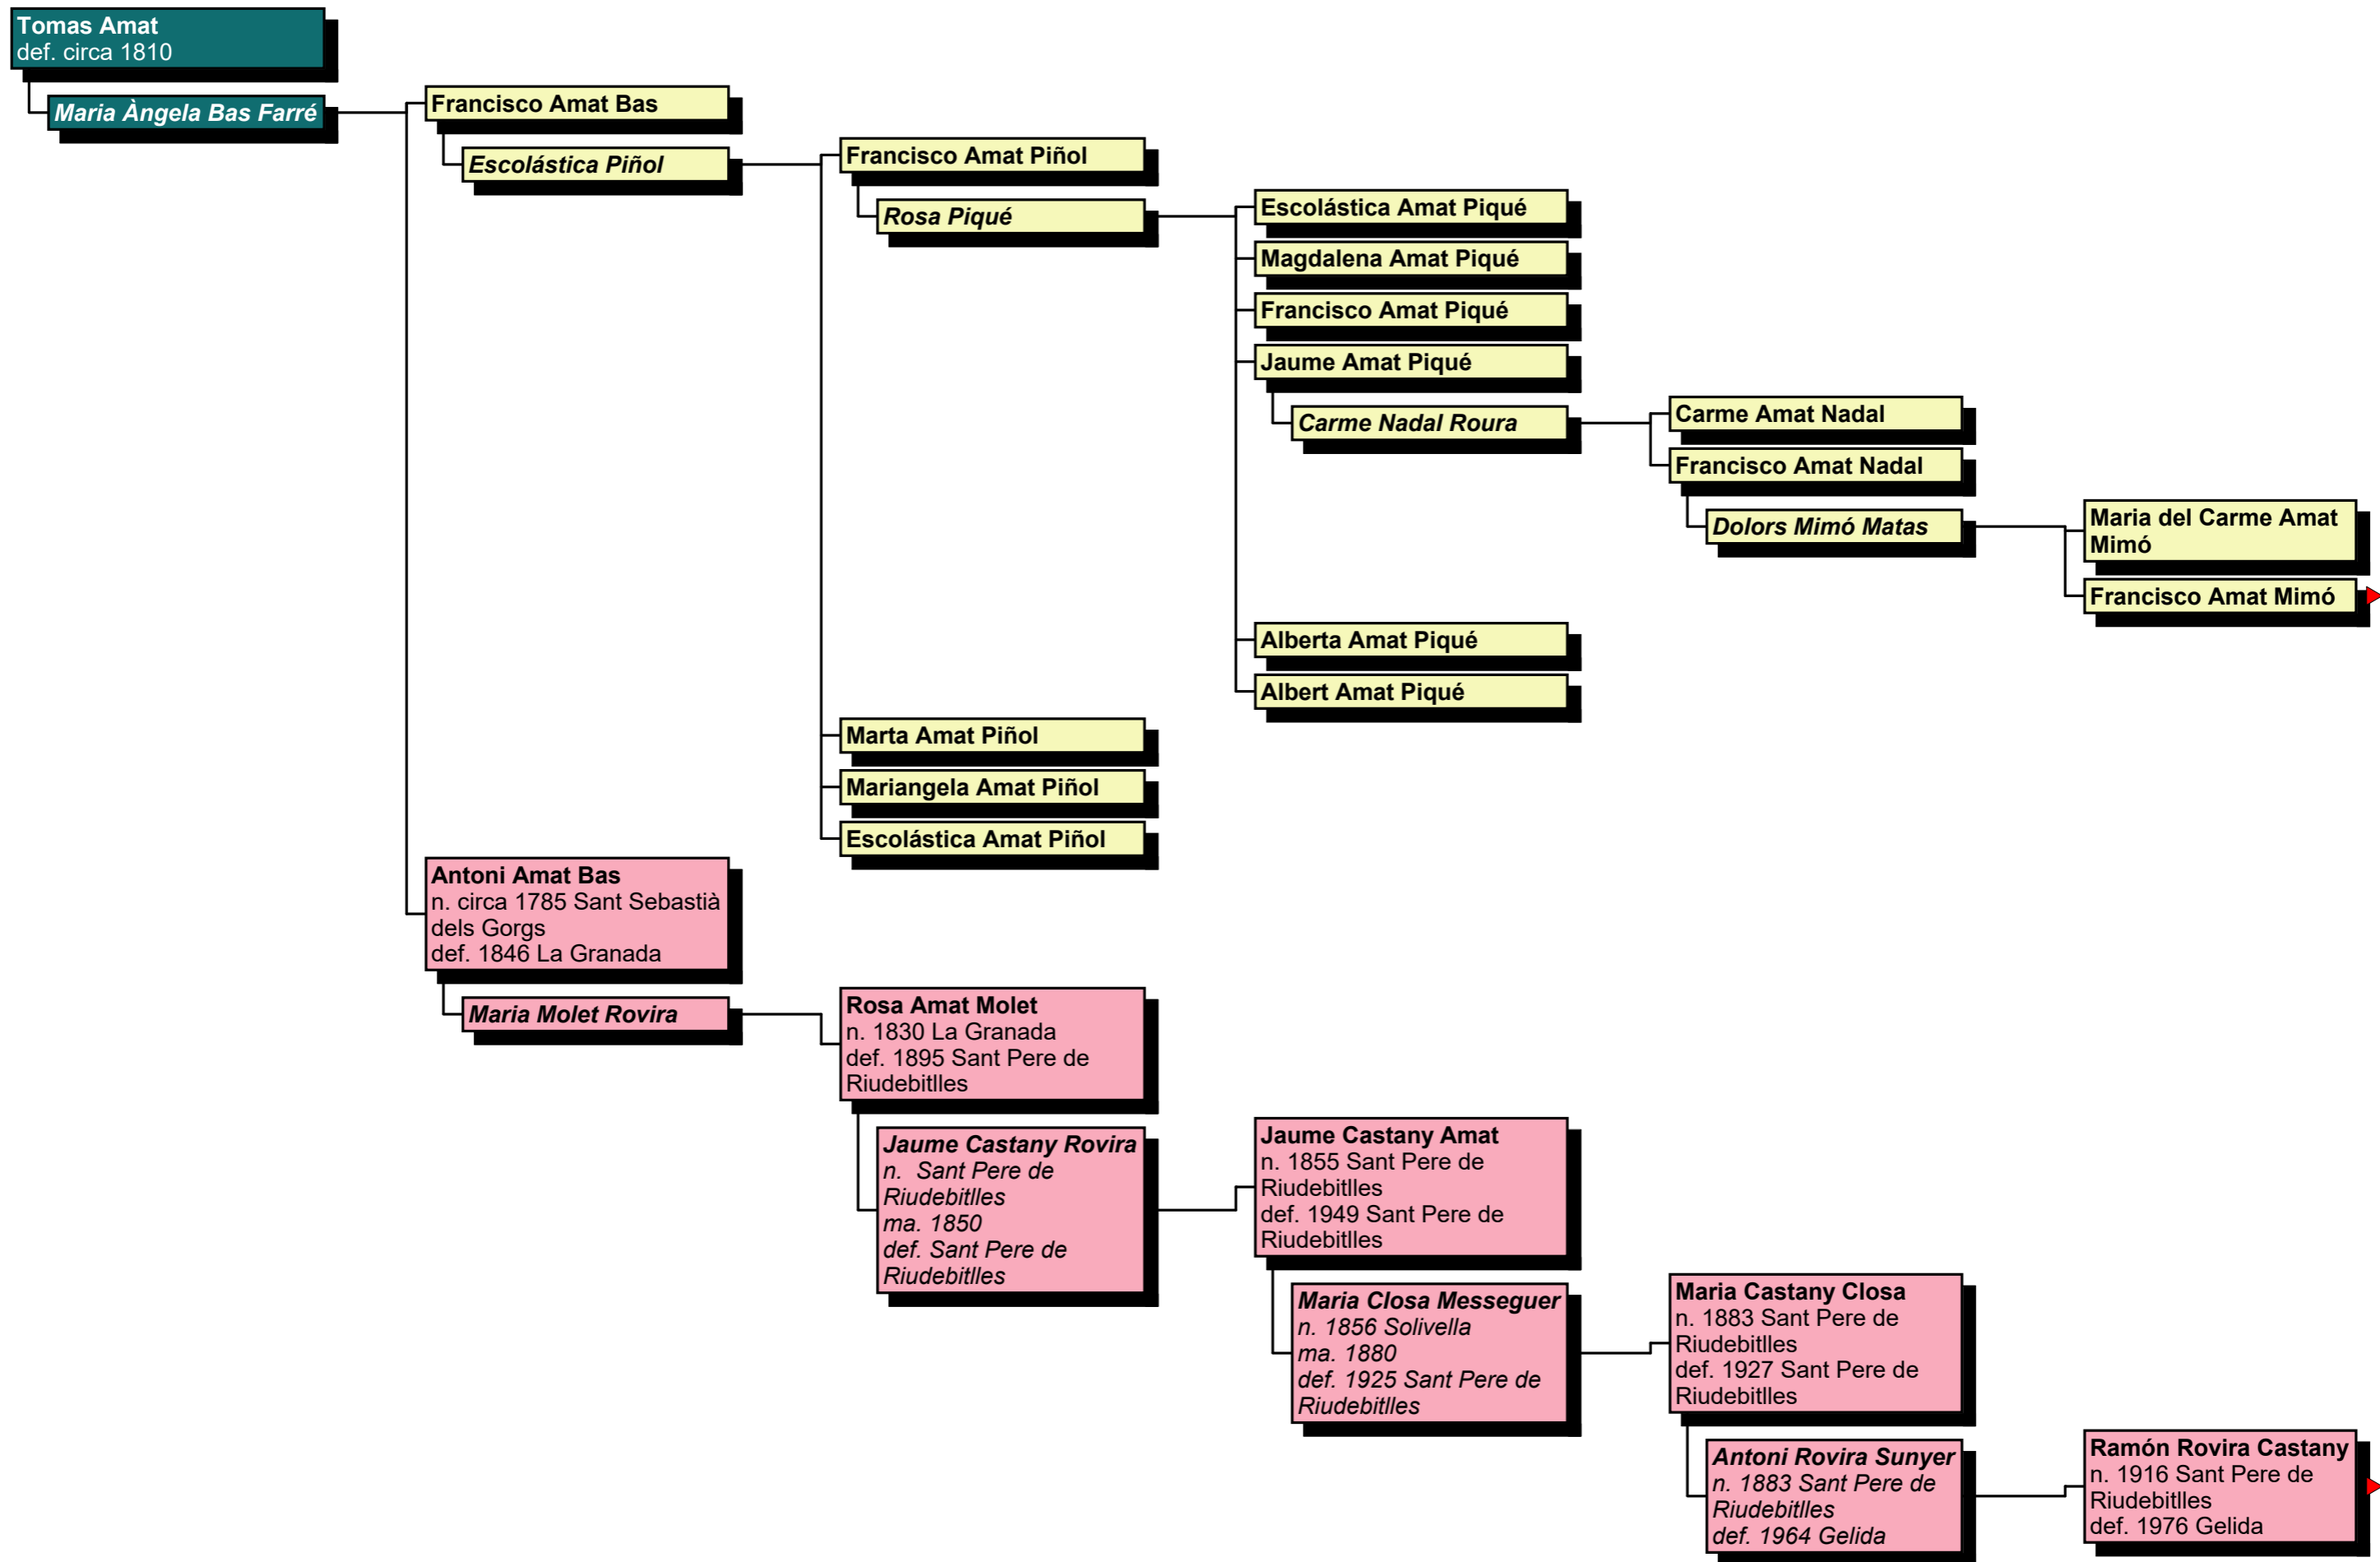 Tomas Amat
def. circa 1810
Maria Àngela Bas Farré
Francisco Amat Bas
Escolástica Piñol
Francisco Amat Piñol
Rosa Piqué
Escolástica Amat Piqué
Magdalena Amat Piqué
Francisco Amat Piqué
Jaume Amat Piqué
Carme Nadal Roura
Carme Amat Nadal
Francisco Amat Nadal
Dolors Mimó Matas
Maria del Carme Amat
Mimó
Francisco Amat Mimó
Alberta Amat Piqué
Albert Amat Piqué
Marta Amat Piñol
Mariangela Amat Piñol
Escolástica Amat Piñol
Antoni Amat Bas
n. circa 1785 Sant Sebastià
dels Gorgs
def. 1846 La Granada
Maria Molet Rovira
Rosa Amat Molet
n. 1830 La Granada
def. 1895 Sant Pere de
Riudebitlles
Jaume Castany Rovira
n. Sant Pere de
Riudebitlles
ma. 1850
def. Sant Pere de
Riudebitlles
Jaume Castany Amat
n. 1855 Sant Pere de
Riudebitlles
def. 1949 Sant Pere de
Riudebitlles
Maria Closa Messeguer
n. 1856 Solivella
ma. 1880
def. 1925 Sant Pere de
Riudebitlles
Maria Castany Closa
n. 1883 Sant Pere de
Riudebitlles
def. 1927 Sant Pere de
Riudebitlles
Antoni Rovira Sunyer
n. 1883 Sant Pere de
Riudebitlles
def. 1964 Gelida
Ramón Rovira Castany
n. 1916 Sant Pere de
Riudebitlles
def. 1976 Gelida